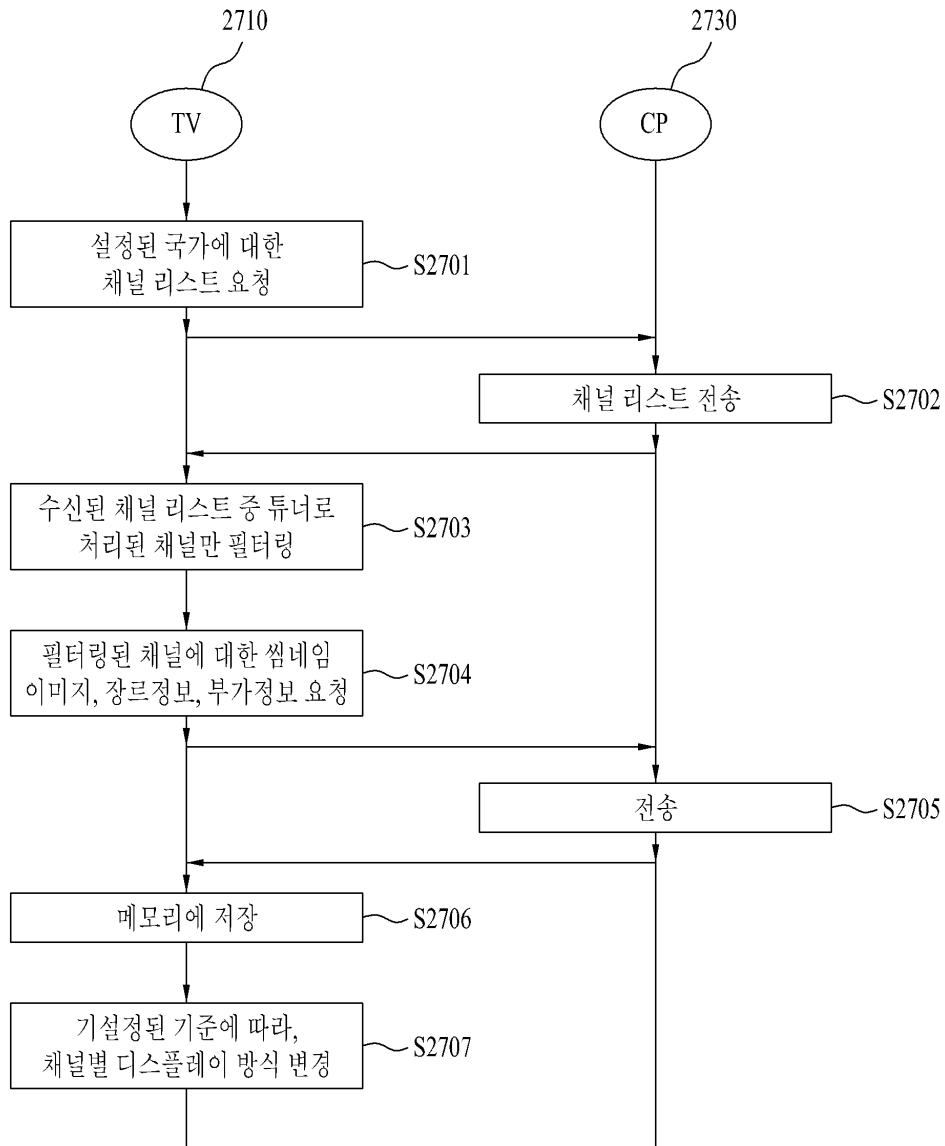 2710
2730
TV
CP
설정된 국가에 대한
채널 리스트 요청
S2701
채널 리스트 전송
S2702
수신된 채널 리스트 중 튜너로
처리된 채널만 필터링
S2703
필터링된 채널에 대한 썸네임
이미지, 장르정보, 부가정보 요청
S2704
전송
S2705
메모리에 저장
S2706
기설정된 기준에 따라,
채널별 디스플레이 방식 변경
S2707